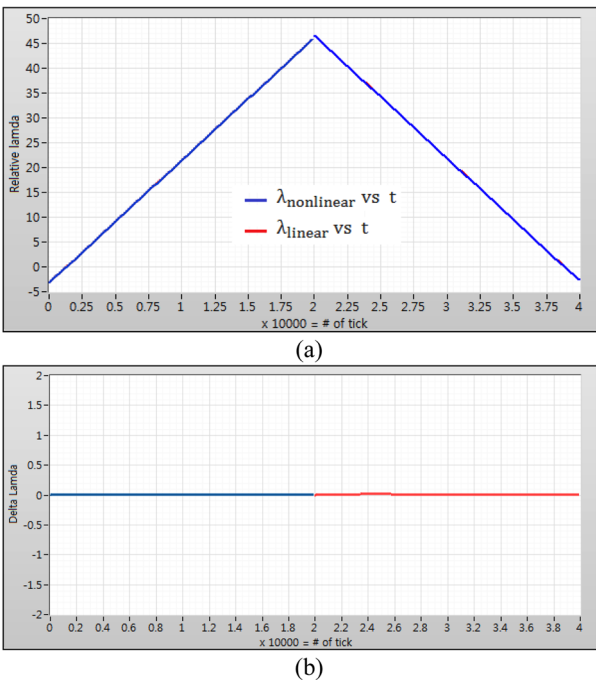 50
45
40
35
30
25
20
15
10
5
0
-5
Relative lamda
λnonlinear vs t
λlinear vs t
0 0.25 0.5 0.75 1 1.25 1.5 1.75 2 2.25 2.5 2.75 3 3.25 3.5 3.75 4
x 10000 = # of tick
(a)
2
1.5
1
0.5
0
-0.5
-1
-1.5
-2
Delta Lamda
0 0.2 0.4 0.6 0.8 1 1.2 1.4 1.6 1.8 2 2.2 2.4 2.6 2.8 3 3.2 3.4 3.6 3.8 4
x 10000 = # of tick
(b)